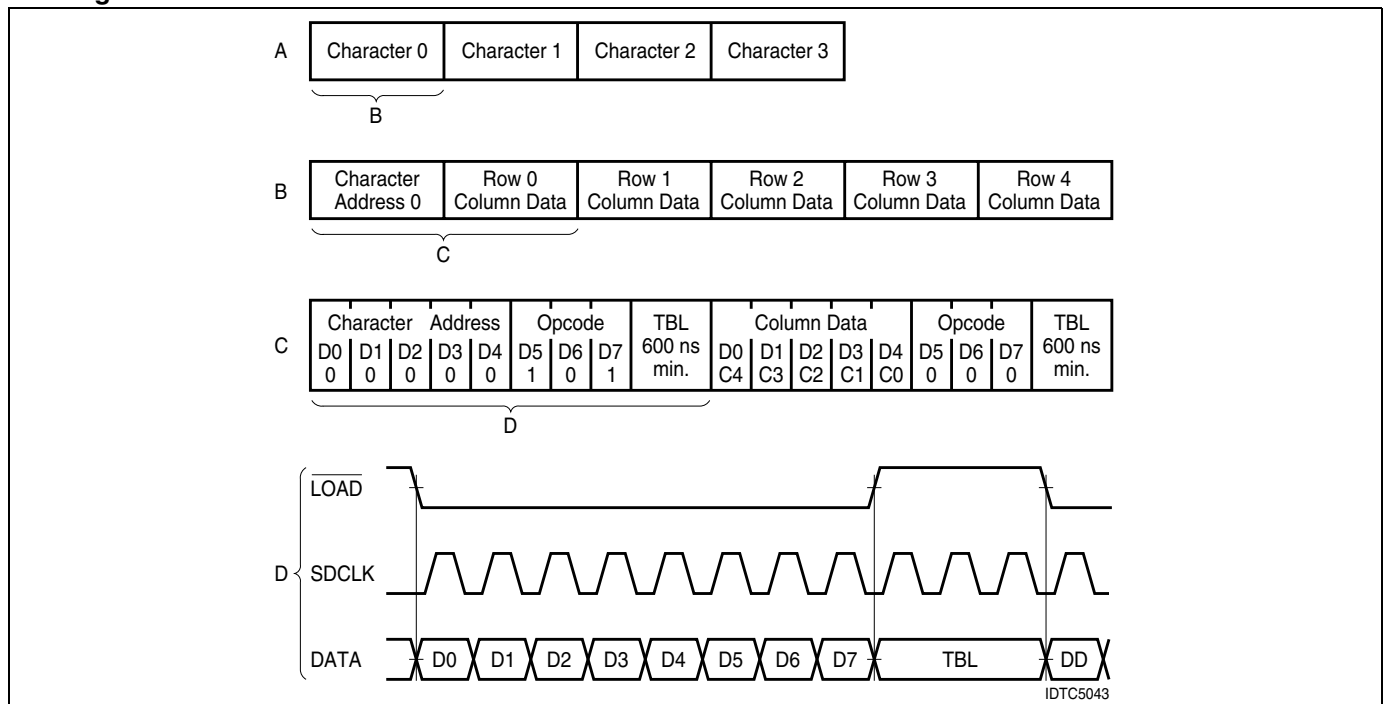 A
Character 0 Character 1 Character 2 Character 3
B
B
Character Address 0 Row 0 Column Data Row 1 Column Data Row 2 Column Data Row 3 Column Data Row 4 Column Data
C
C
Character Address Opcode TBL 600 ns min. Column Data Opcode TBL 600 ns min.
D0 D1 D2 D3 D4 D5 D6 D7 D0 D1 D2 D3 D4 D5 D6 D7
0 0 0 0 0 1 0 1 C4 C3 C2 C1 C0 0 0 0
D
LOAD
D SDCLK
DATA D0 D1 D2 D3 D4 D5 D6 D7 TBL DD
IDTC5043